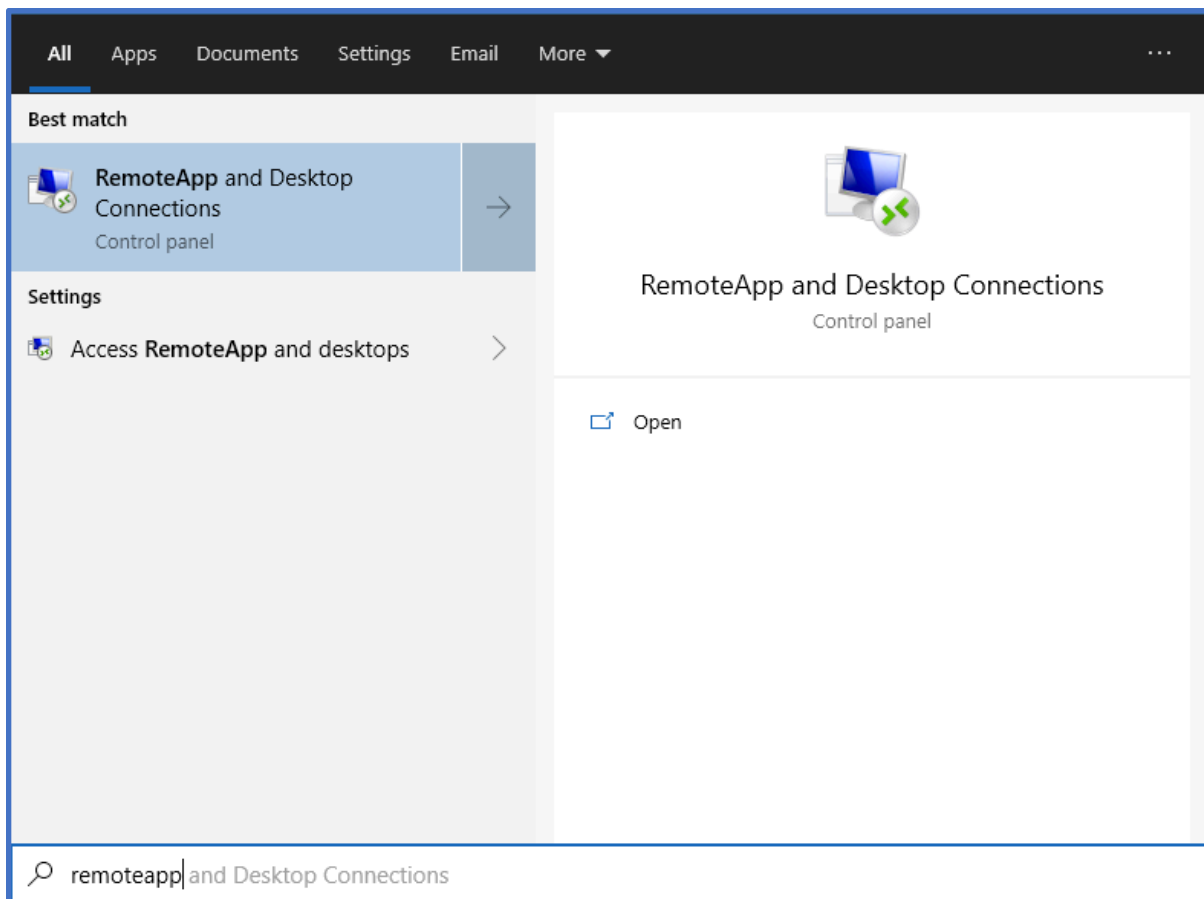 All Apps Documents Settings Email More ...
Best match
RemoteApp and Desktop
Connections
Control panel
Settings
Access RemoteApp and desktops
RemoteApp and Desktop Connections
Control panel
Open
remoteapp and Desktop Connections